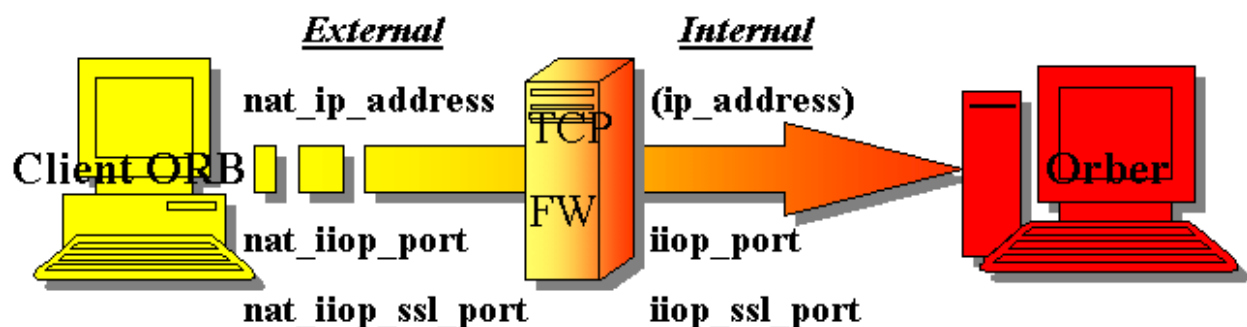 External
Internal
nat_ip_address
(ip_address)
TCP
Client ORB
Orber
FW
nat_iiop_port
iiop_port
nat_iiop_ssl_port
iiop_ssl_port